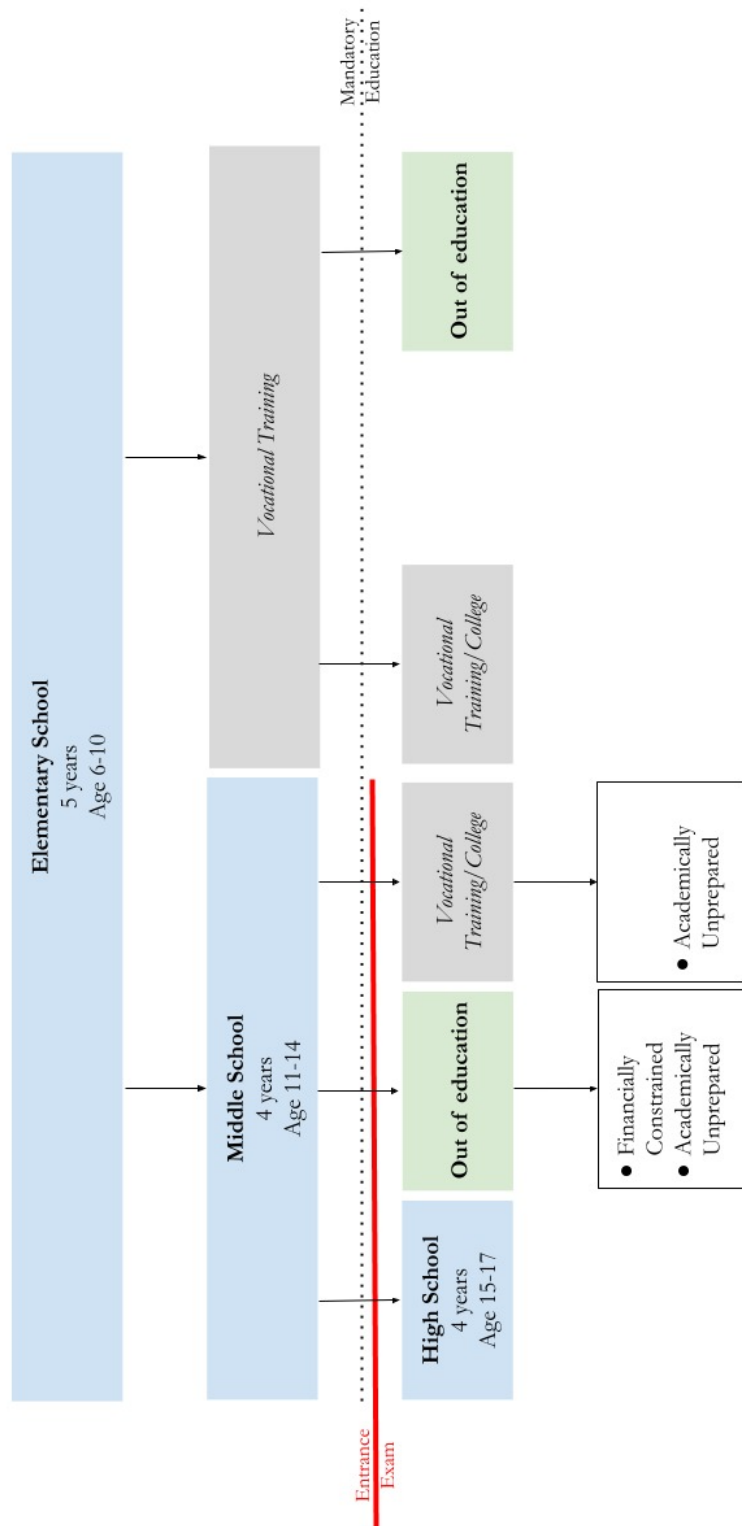 Elementary School
5 years
Age 6-10
Middle School
4 years
Age 11-14
Vocational Training
Entrance
Exam
Mandatory
Education
High School
4 years
Age 15-17
Out of education
Vocational
Training/College
Vocational
Training/College
Out of education
● Financially
Constrained
● Academically
Unprepared
● Academically
Unprepared